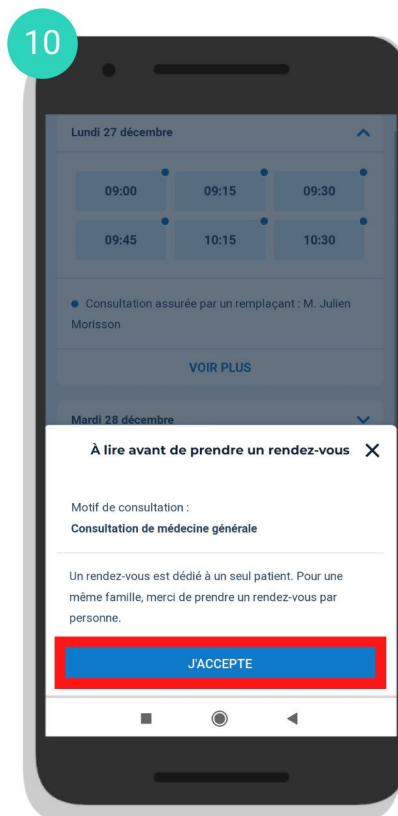 10
Lundi 27 décembre
09:00 09:15 09:30
09:45 10:15 10:30
Consultation assurée par un remplaçant : M. Julien
Morisson
VOIR PLUS
Mardi 28 décembre
À lire avant de prendre un rendez-vous
Motif de consultation :
Consultation de médecine générale
Un rendez-vous est dédié à un seul patient. Pour une
même famille, merci de prendre un rendez-vous par
personne.
J'ACCEPTE